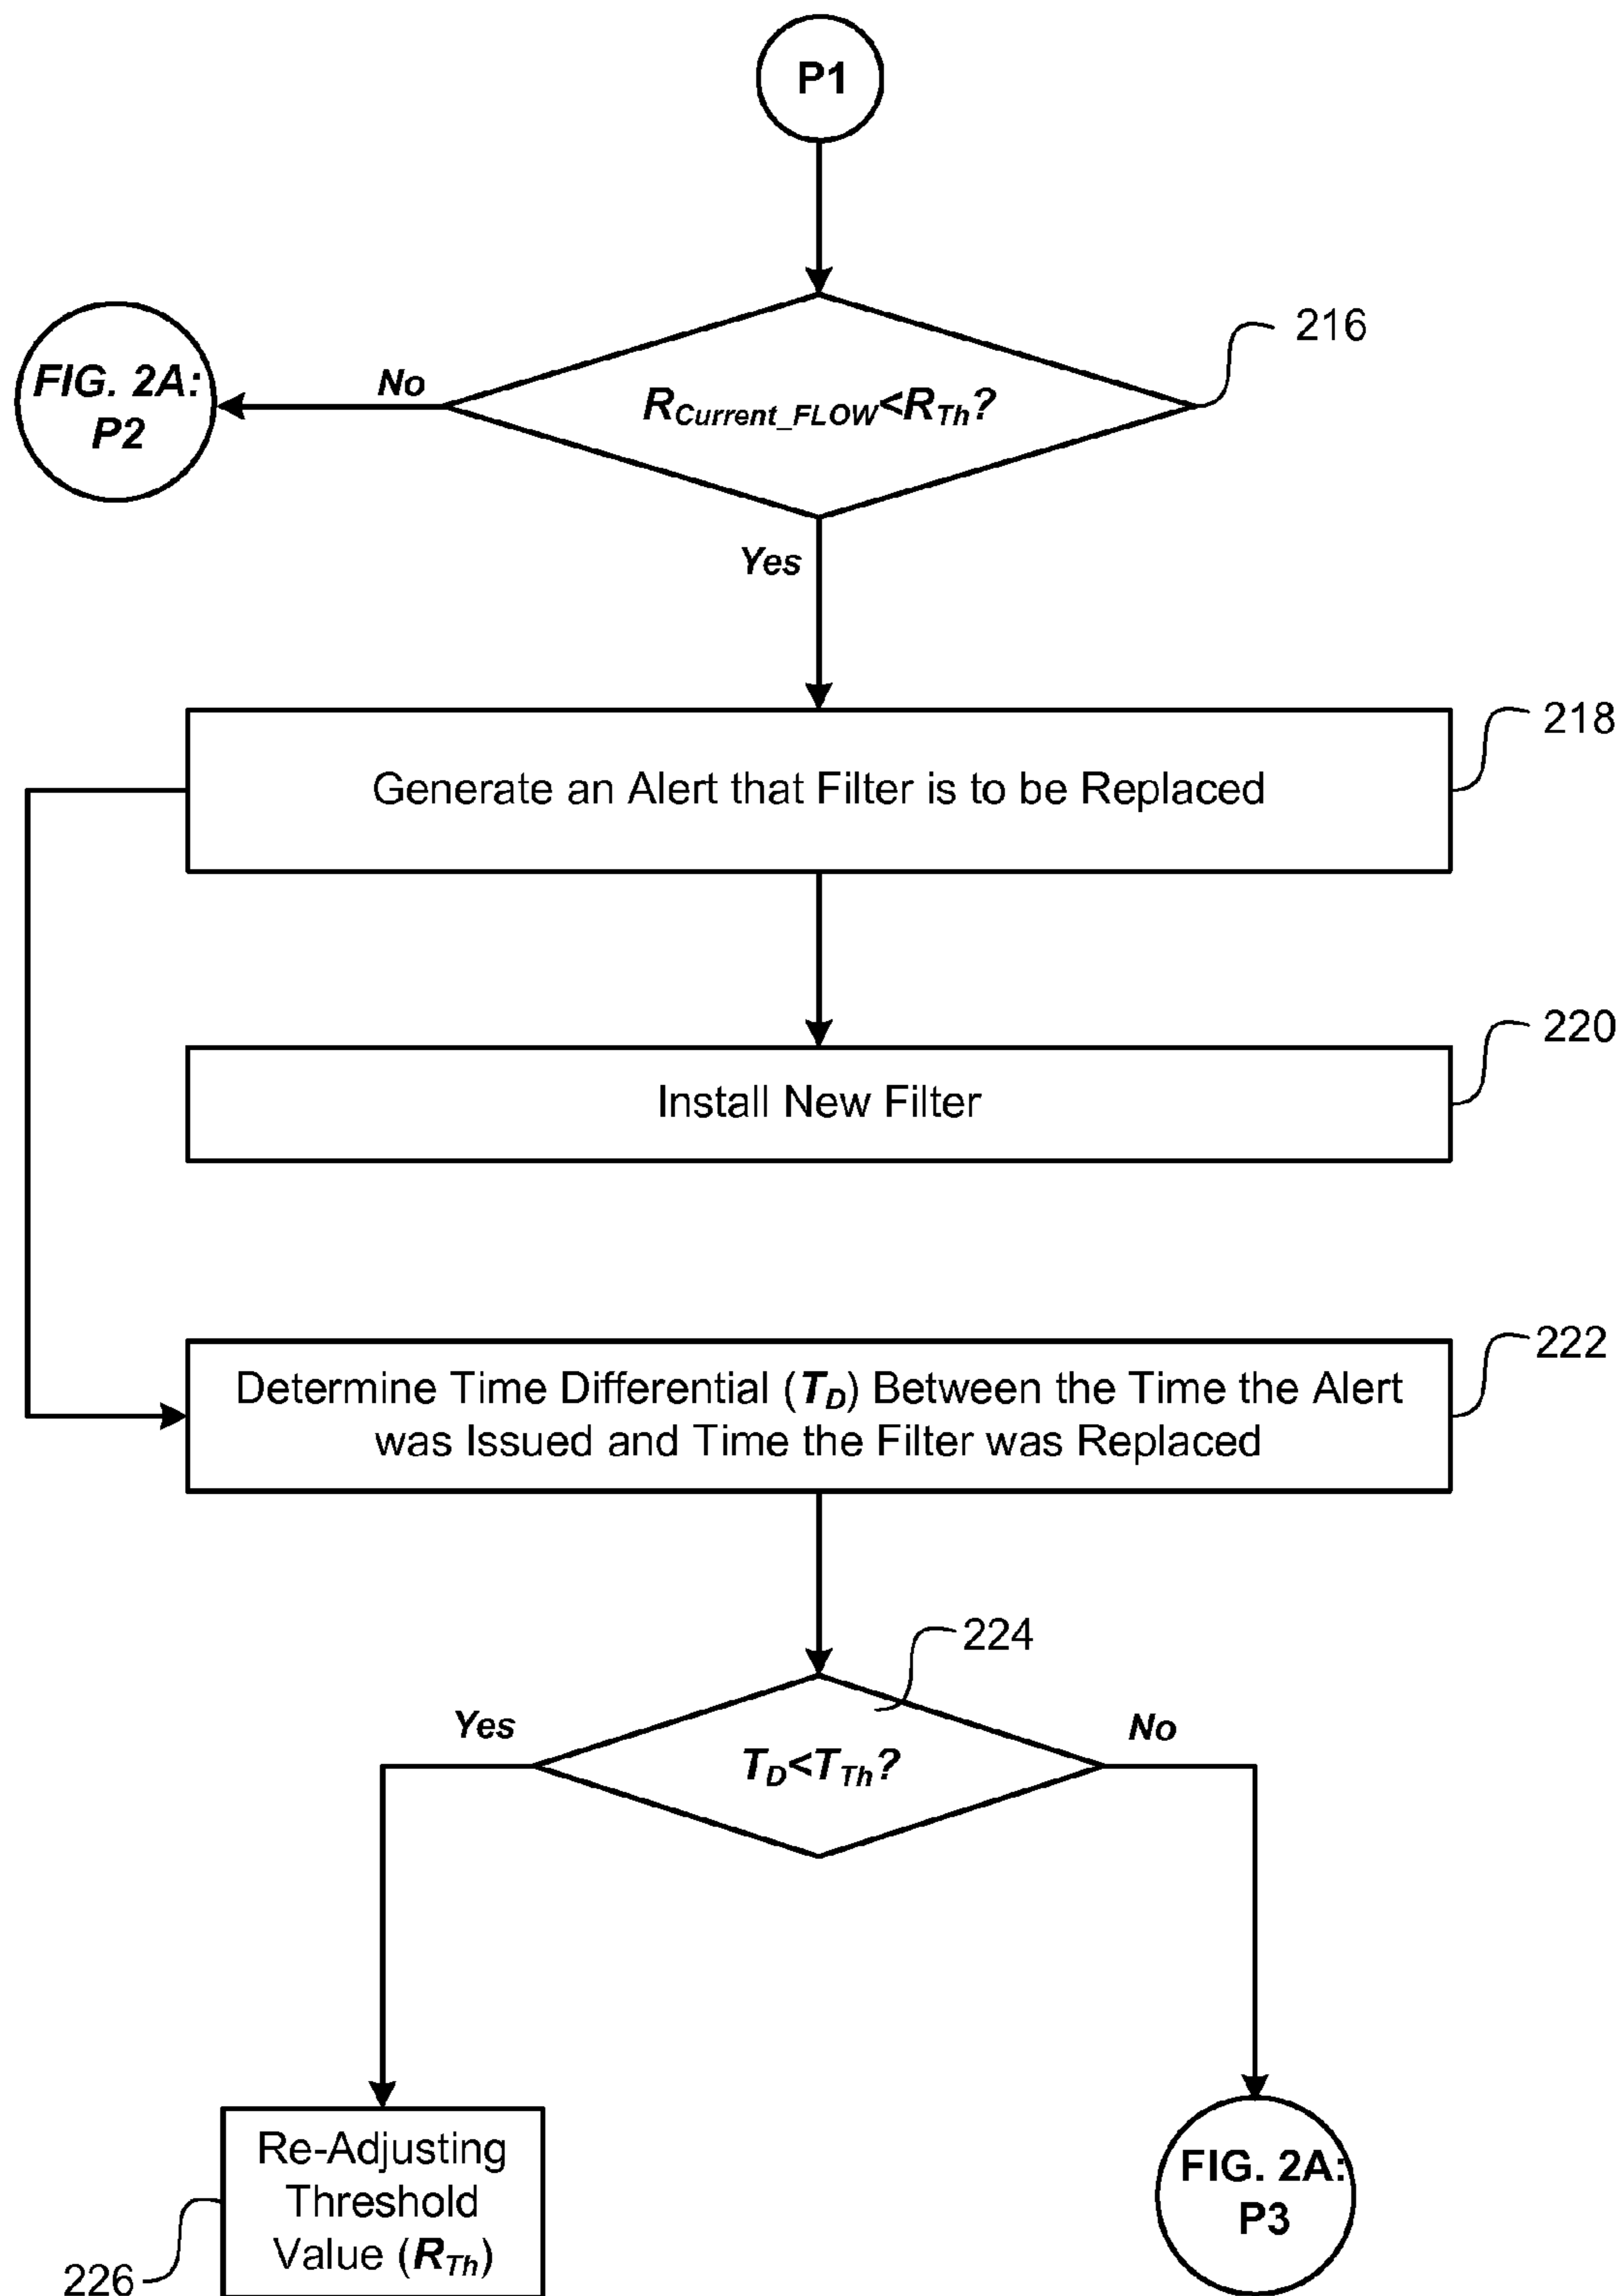 P1
216
FIG. 2A:
P2
No
R_Current_FLOW<R_Th?
Yes
218
Generate an Alert that Filter is to be Replaced
220
Install New Filter
222
Determine Time Differential (T_D) Between the Time the Alert
was Issued and Time the Filter was Replaced
224
Yes
No
T_D<T_Th?
Re-Adjusting
Threshold
Value (R_Th)
226
FIG. 2A:
P3